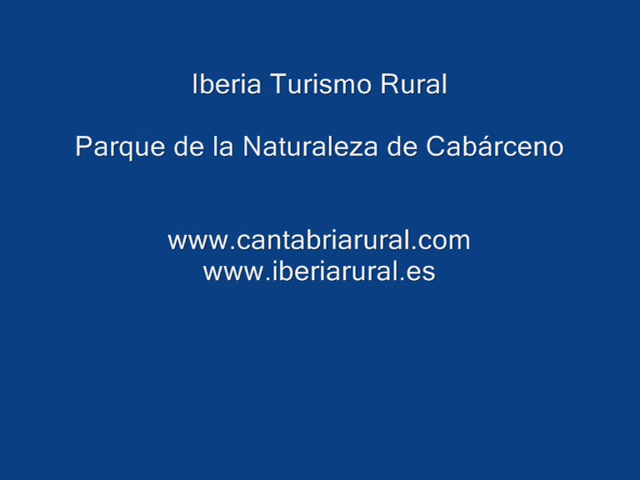 Iberia Turismo Rural
Parque de la Naturaleza de Cabárceno
www.cantabriarural.com
www.iberiarural.es